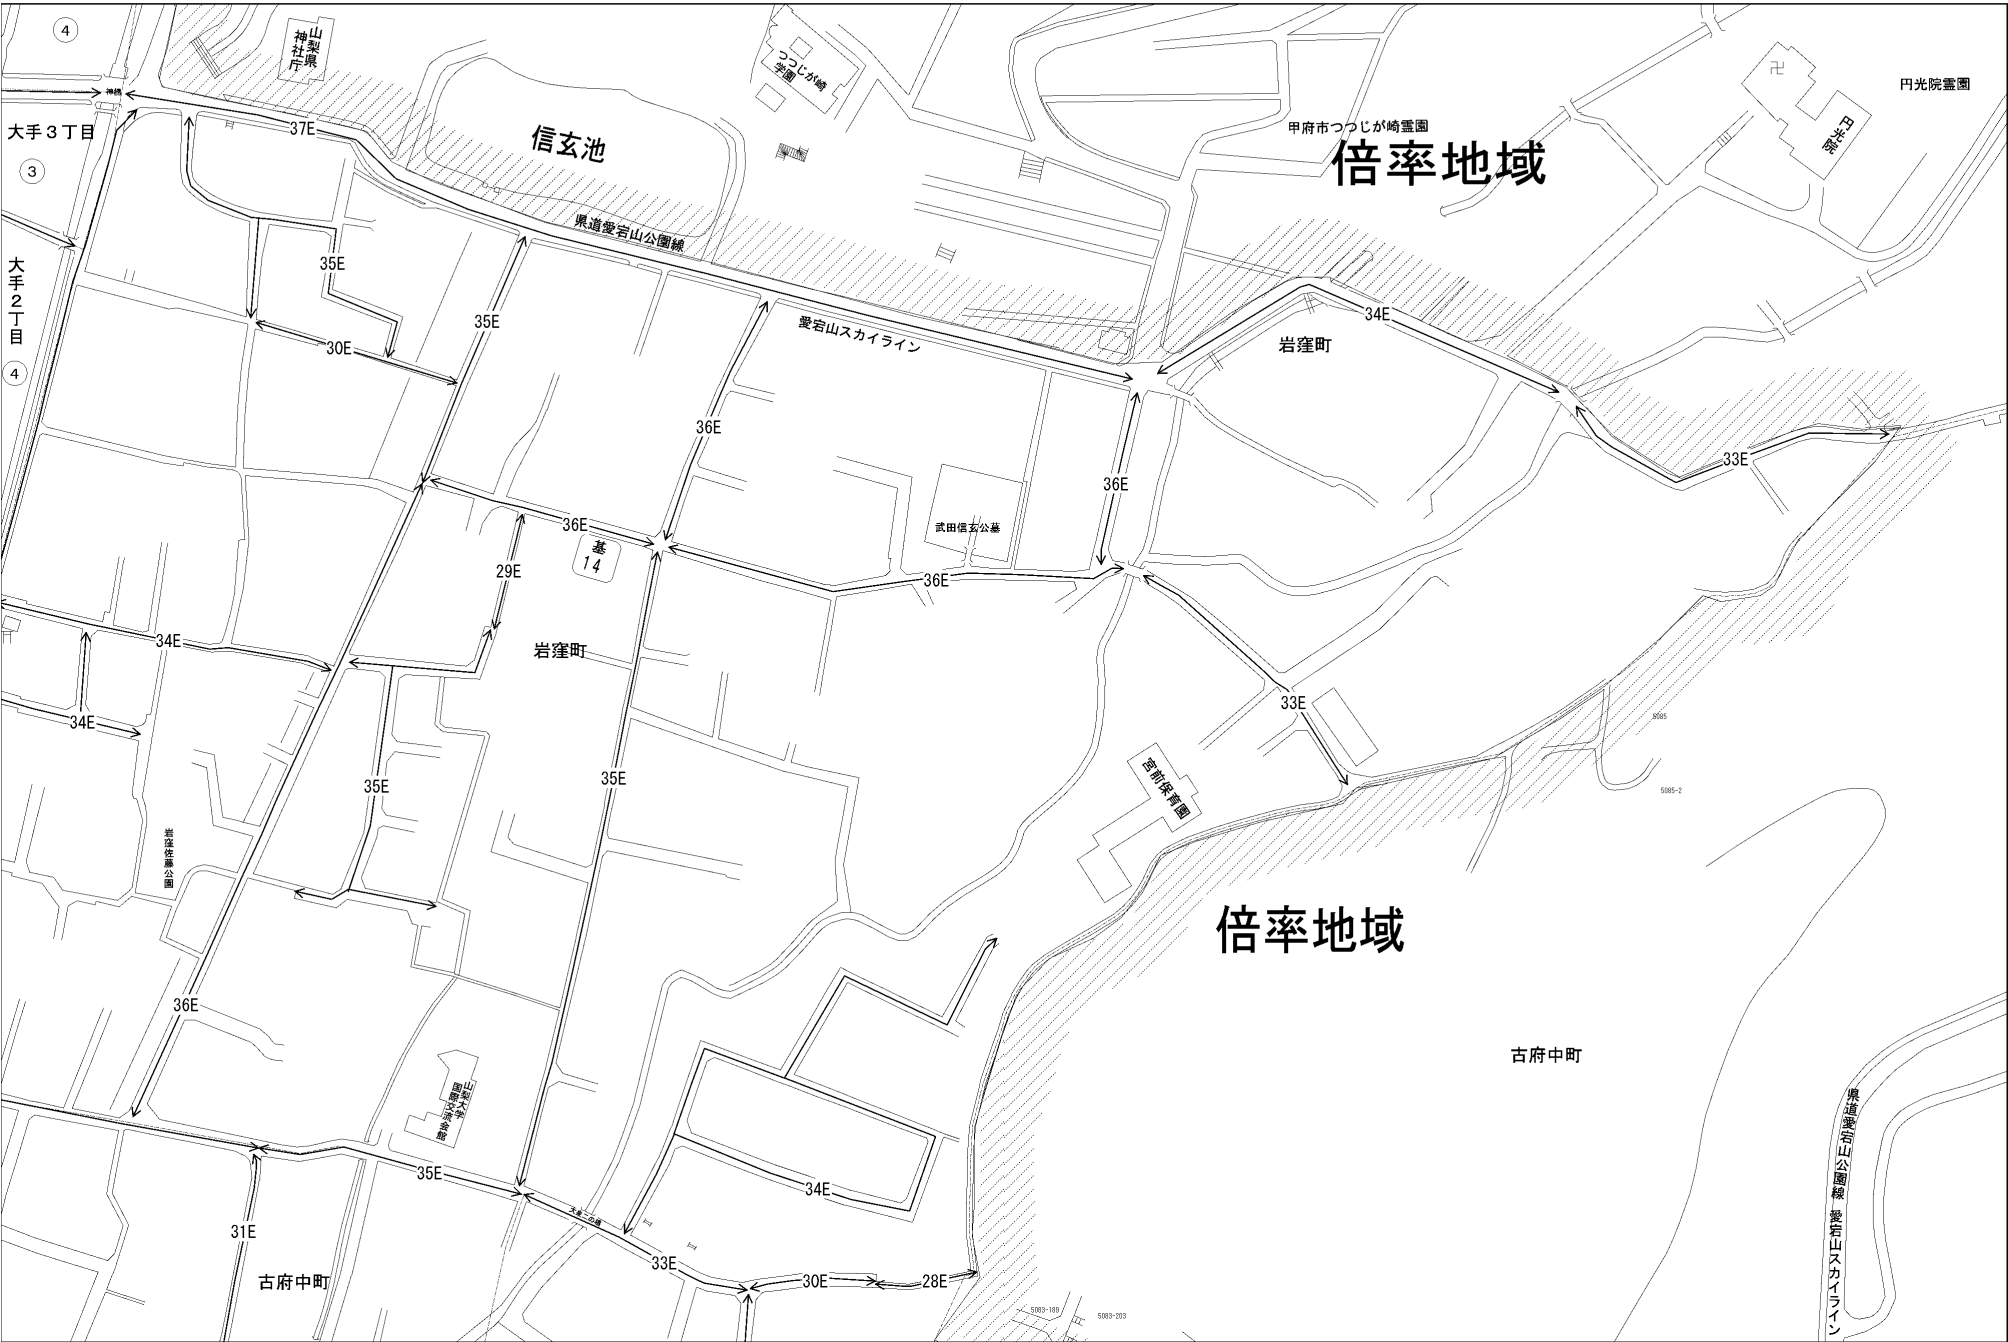 ④
山梨県
神社庁
つつじが崎
学園
円光院霊園
神橋
大手３丁目
③
37E
信玄池
甲府市つつじが崎霊園
倍率地域
円光院
県道愛宕山公園線
大手２丁目
④
35E
35E
30E
愛宕山スカイライン
34E
岩窪町
36E
33E
36E
36E
武田信玄公墓
基
14
29E
36E
34E
岩窪町
34E
33E
5085
35E
35E
宮前保育園
5085-2
岩窪佐藤公園
倍率地域
36E
古府中町
山梨大学
国際交流会館
県道愛宕山公園線 愛宕山スカイライン
35E
34E
31E
33E
古府中町
30E
28E
5083-189
5083-203